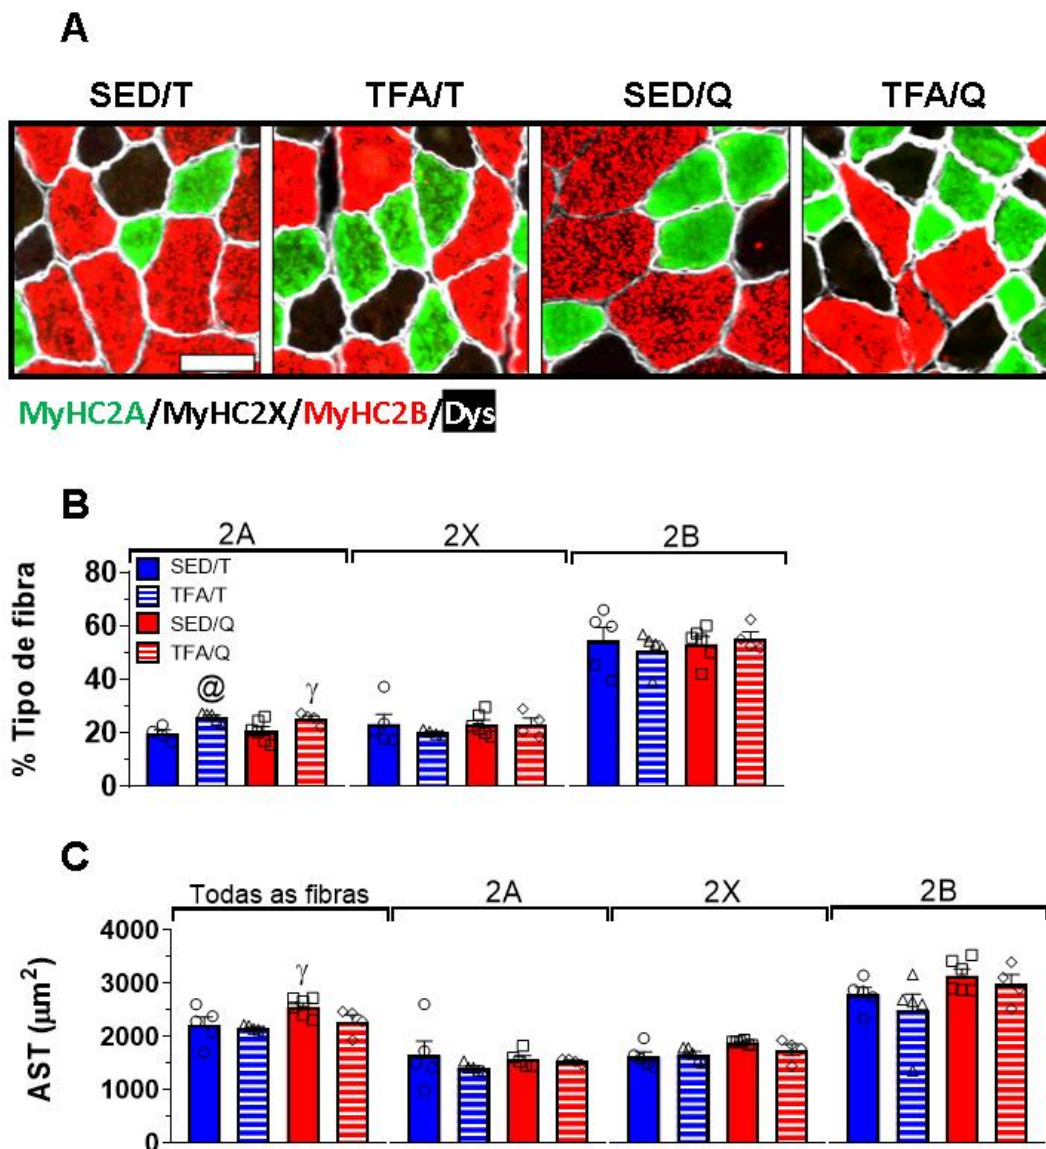 A
SED/T TFA/T SED/Q TFA/Q
MyHC2A/MyHC2X/MyHC2B/Dys
B
2A 2X 2B
% Tipo de fibra
80
60
40
20
0
SED/T
TFA/T
SED/Q
TFA/Q
@ γ
C
Todas as fibras 2A 2X 2B
AST (µm²)
4000
3000
2000
1000
0
γ